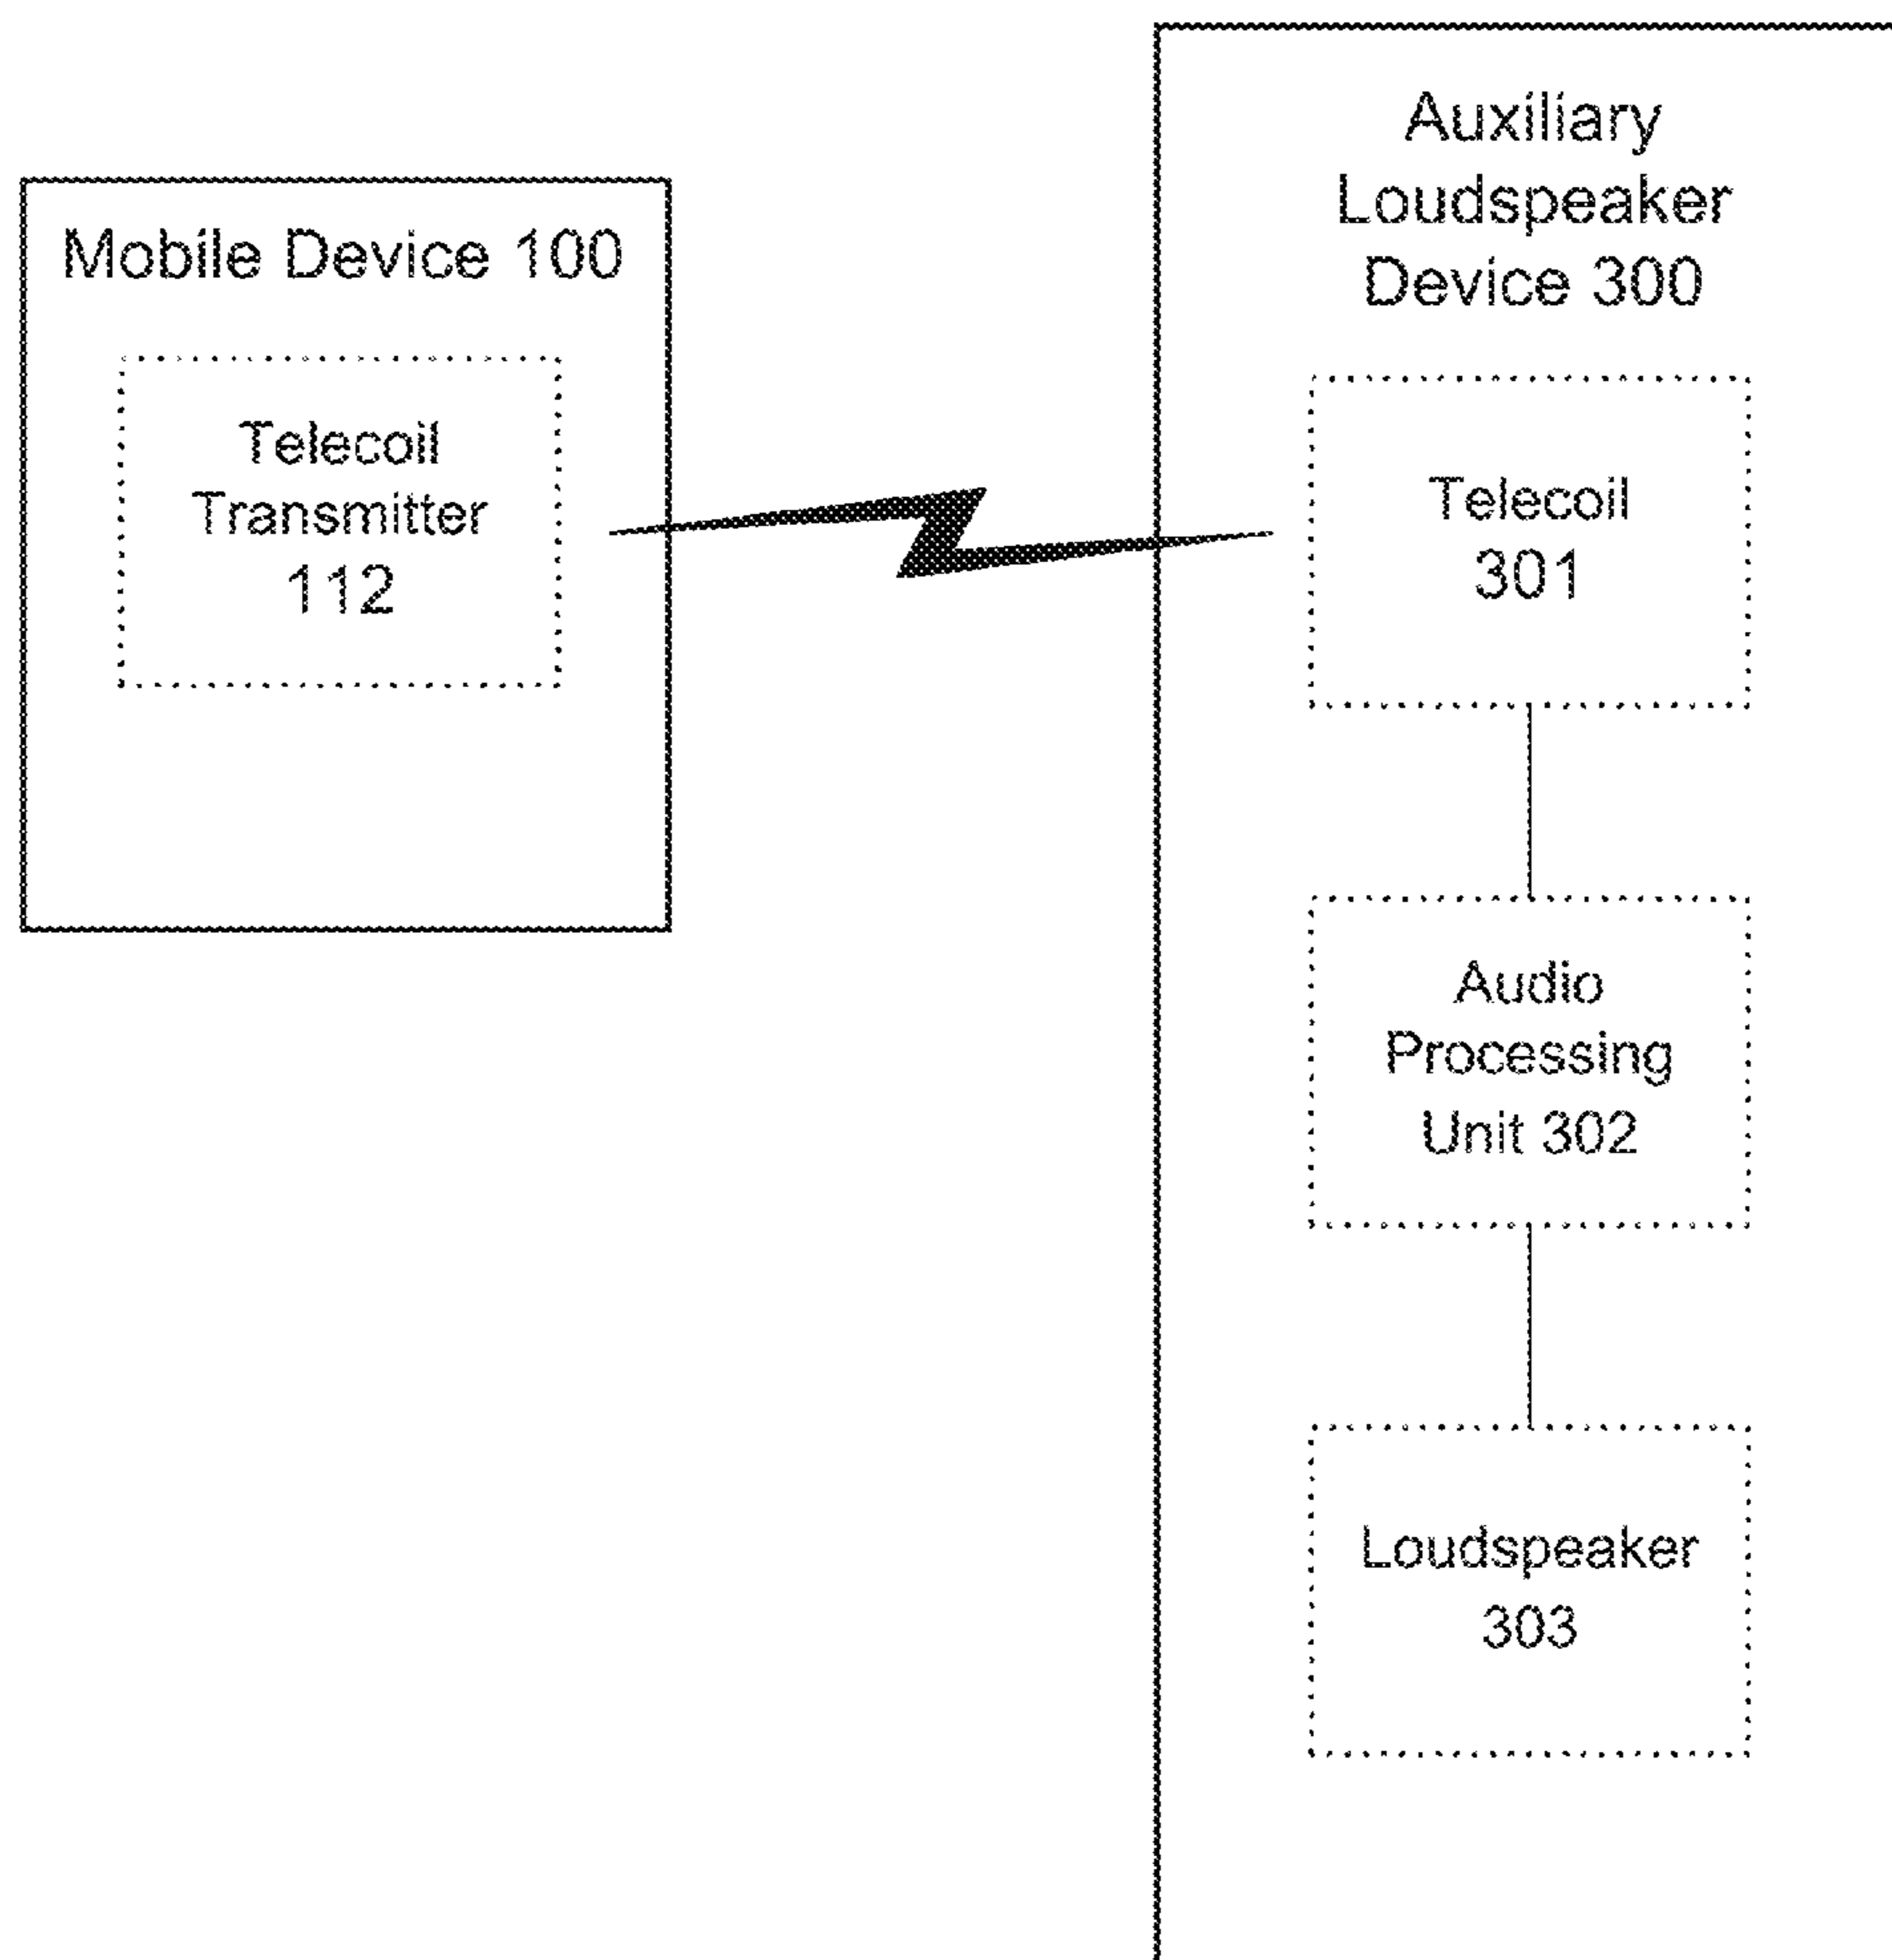 Mobile Device 100
Telecoil
Transmitter
112
Auxiliary
Loudspeaker
Device 300
Telecoil
301
Audio
Processing
Unit 302
Loudspeaker
303